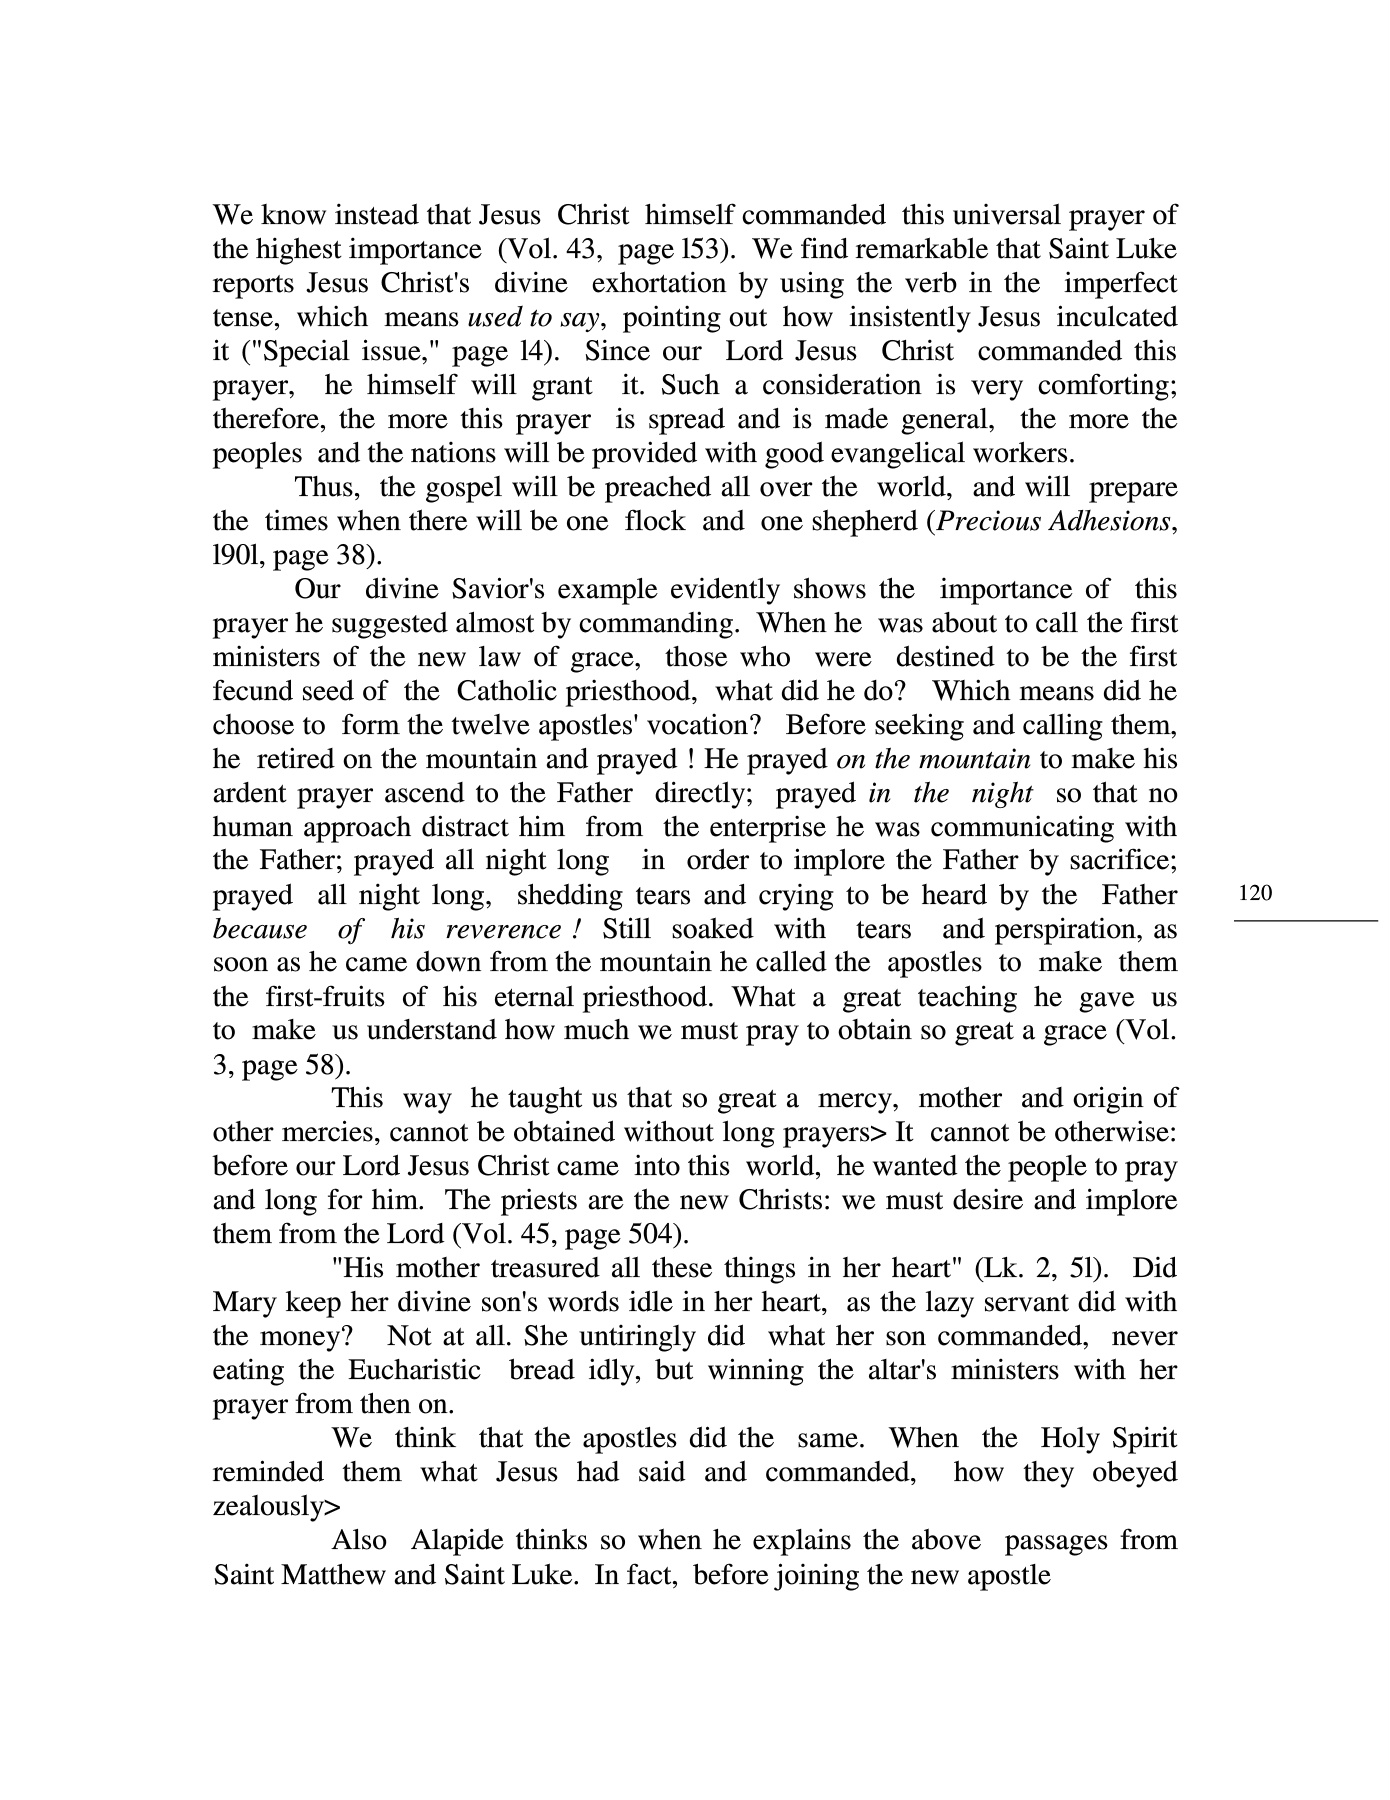 We know instead that Jesus Christ himself commanded this universal prayer of
the highest importance (Vol. 43, page l53). We find remarkable that Saint Luke
reports Jesus Christ's divine exhortation by using the verb in the imperfect
tense, which means used to say, pointing out how insistently Jesus inculcated
it ("Special issue," page l4). Since our Lord Jesus Christ commanded this
prayer, he himself will grant it. Such a consideration is very comforting;
therefore, the more this prayer is spread and is made general, the more the
peoples and the nations will be provided with good evangelical workers.
Thus, the gospel will be preached all over the world, and will prepare
the times when there will be one flock and one shepherd (Precious Adhesions,
l90l, page 38).
Our divine Savior's example evidently shows the importance of this
prayer he suggested almost by commanding. When he was about to call the first
ministers of the new law of grace, those who were destined to be the first
fecund seed of the Catholic priesthood, what did he do? Which means did he
choose to form the twelve apostles' vocation? Before seeking and calling them,
he retired on the mountain and prayed ! He prayed on the mountain to make his
ardent prayer ascend to the Father directly; prayed in the night so that no
human approach distract him from the enterprise he was communicating with
the Father; prayed all night long in order to implore the Father by sacrifice;
prayed all night long, shedding tears and crying to be heard by the Father
because of his reverence ! Still soaked with tears and perspiration, as
soon as he came down from the mountain he called the apostles to make them
the first-fruits of his eternal priesthood. What a great teaching he gave us
to make us understand how much we must pray to obtain so great a grace (Vol.
3, page 58).
This way he taught us that so great a mercy, mother and origin of
other mercies, cannot be obtained without long prayers> It cannot be otherwise:
before our Lord Jesus Christ came into this world, he wanted the people to pray
and long for him. The priests are the new Christs: we must desire and implore
them from the Lord (Vol. 45, page 504).
"His mother treasured all these things in her heart" (Lk. 2, 5l). Did
Mary keep her divine son's words idle in her heart, as the lazy servant did with
the money? Not at all. She untiringly did what her son commanded, never
eating the Eucharistic bread idly, but winning the altar's ministers with her
prayer from then on.
We think that the apostles did the same. When the Holy Spirit
reminded them what Jesus had said and commanded, how they obeyed
zealously>
Also Alapide thinks so when he explains the above passages from
Saint Matthew and Saint Luke. In fact, before joining the new apostle
120